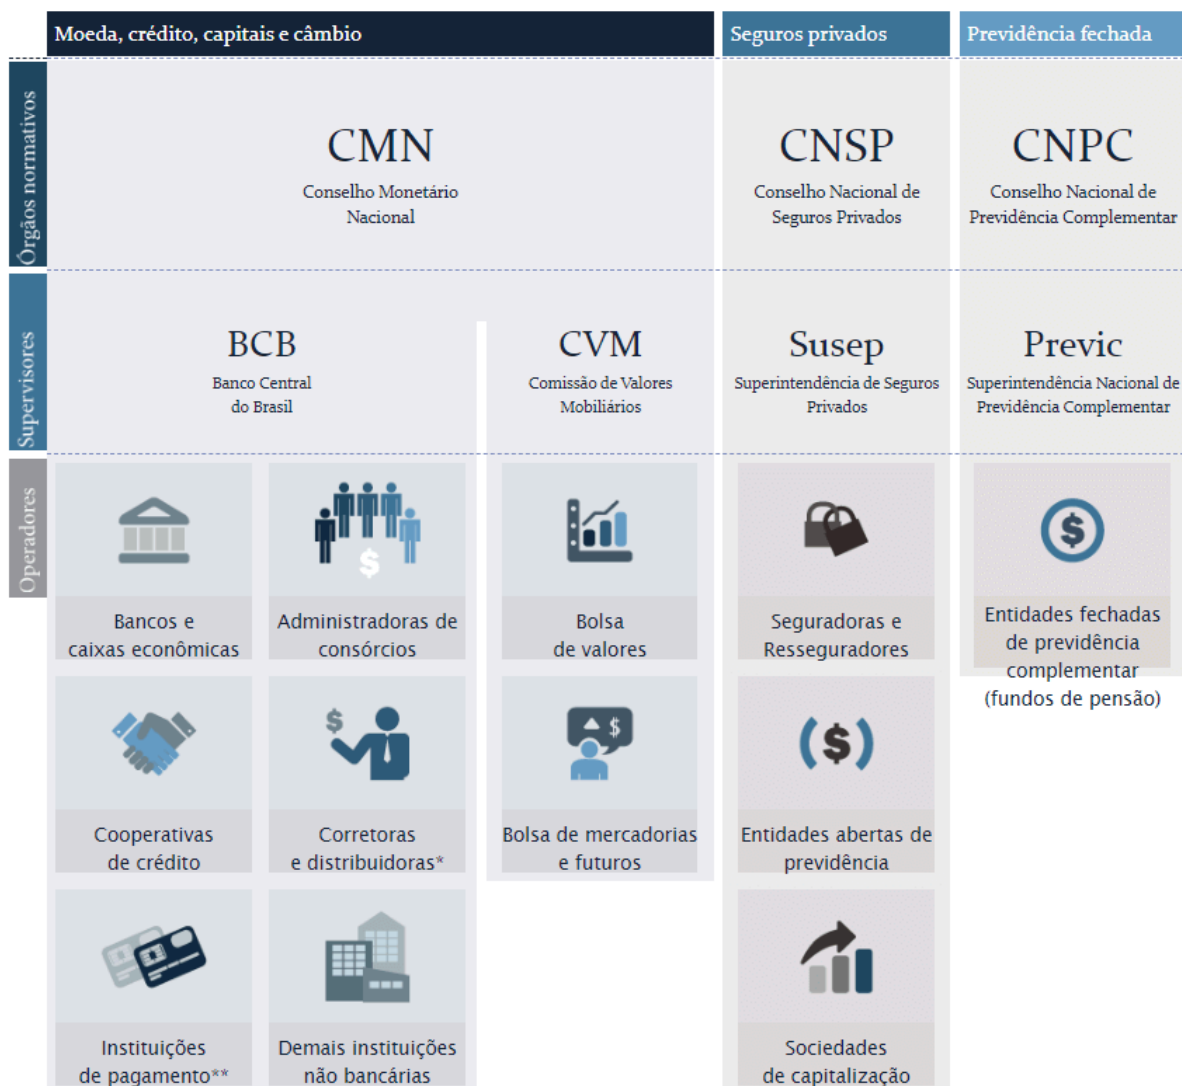 Moeda, crédito, capitais e câmbio
Seguros privados
Previdência fechada
Órgãos normativos
CMN
Conselho Monetário
Nacional
CNSP
Conselho Nacional de
Seguros Privados
CNPC
Conselho Nacional de
Previdência Complementar
Supervisores
BCB
Banco Central
do Brasil
CVM
Comissão de Valores
Mobiliários
Susep
Superintendência de Seguros
Privados
Previc
Superintendência Nacional de
Previdência Complementar
Operadores
Bancos e
caixas econômicas
Administradoras de
consórcios
$
Bolsa
de valores
Seguradoras e
Resseguradores
$
Entidades fechadas
de previdência
complementar
(fundos de pensão)
Cooperativas
de crédito
$
Corretoras
e distribuidoras*
$
Bolsa de mercadorias
e futuros
($)
Entidades abertas de
previdência
Instituições
de pagamento**
Demais instituições
não bancárias
Sociedades
de capitalização